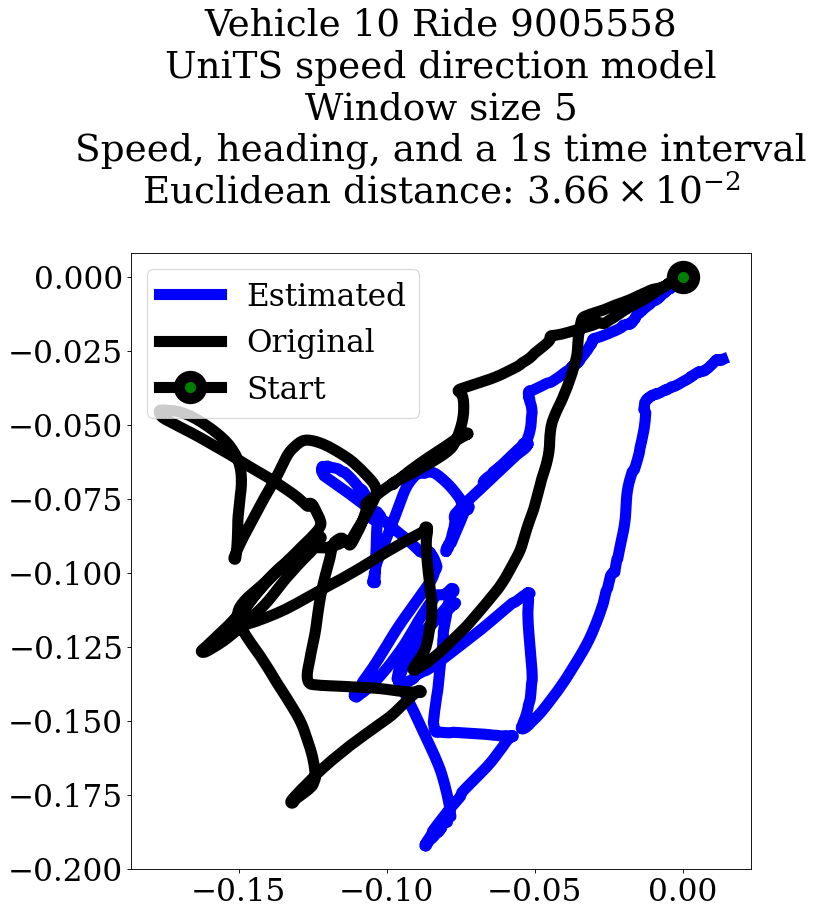 Vehicle 10 Ride 9005558
UniTS speed direction model
Window size 5
Speed, heading, and a 1s time interval
Euclidean distance: 3.66 × 10⁻²
Estimated
Original
Start
0.000
−0.025
−0.050
−0.075
−0.100
−0.125
−0.150
−0.175
−0.200
−0.15 −0.10 −0.05 0.00